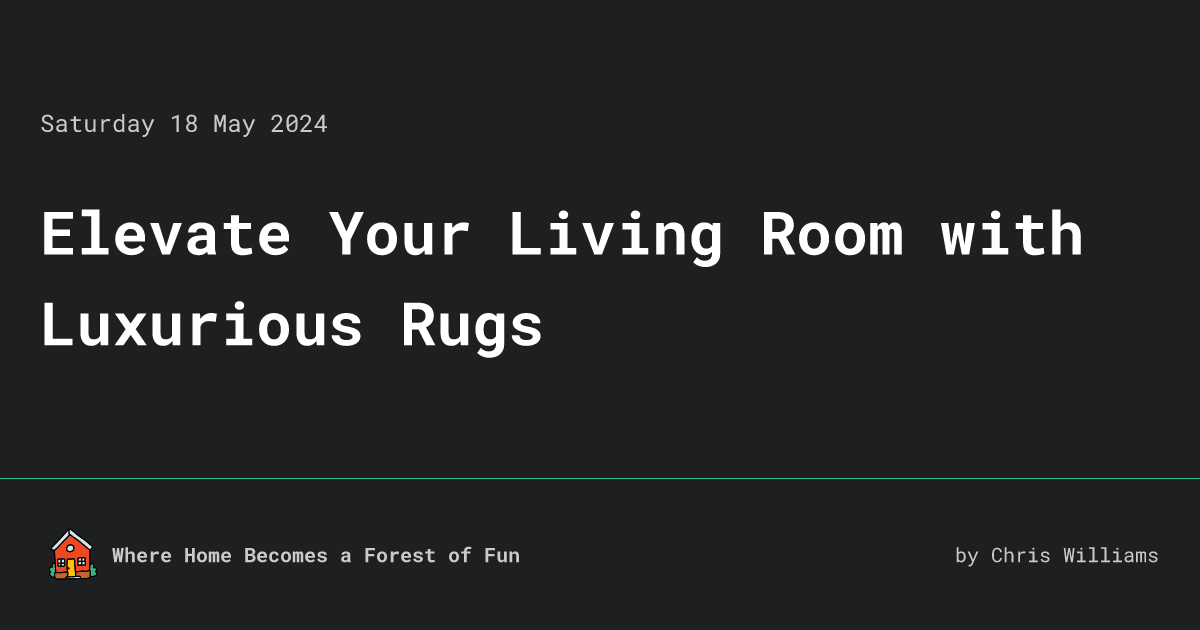 Saturday 18 May 2024
Elevate Your Living Room with
Luxurious Rugs
Where Home Becomes a Forest of Fun
by Chris Williams